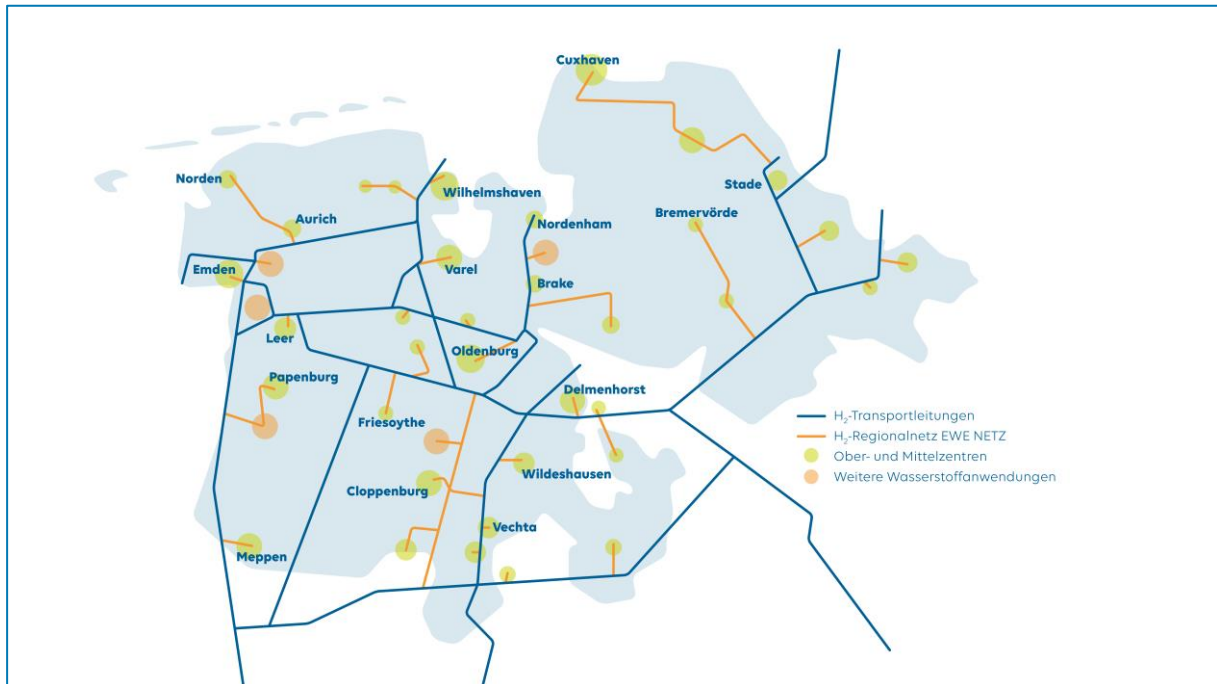 Cuxhaven
Norden
Wilhelmshaven
Stade
Aurich
Nordenham
Bremervörde
Emden
Varel
Brake
Leer
Oldenburg
Papenburg
Delmenhorst
Friesoythe
Wildeshausen
Cloppenburg
Vechta
Meppen
H₂-Transportleitungen
H₂-Regionalnetz EWE NETZ
Ober- und Mittelzentren
Weitere Wasserstoffanwendungen